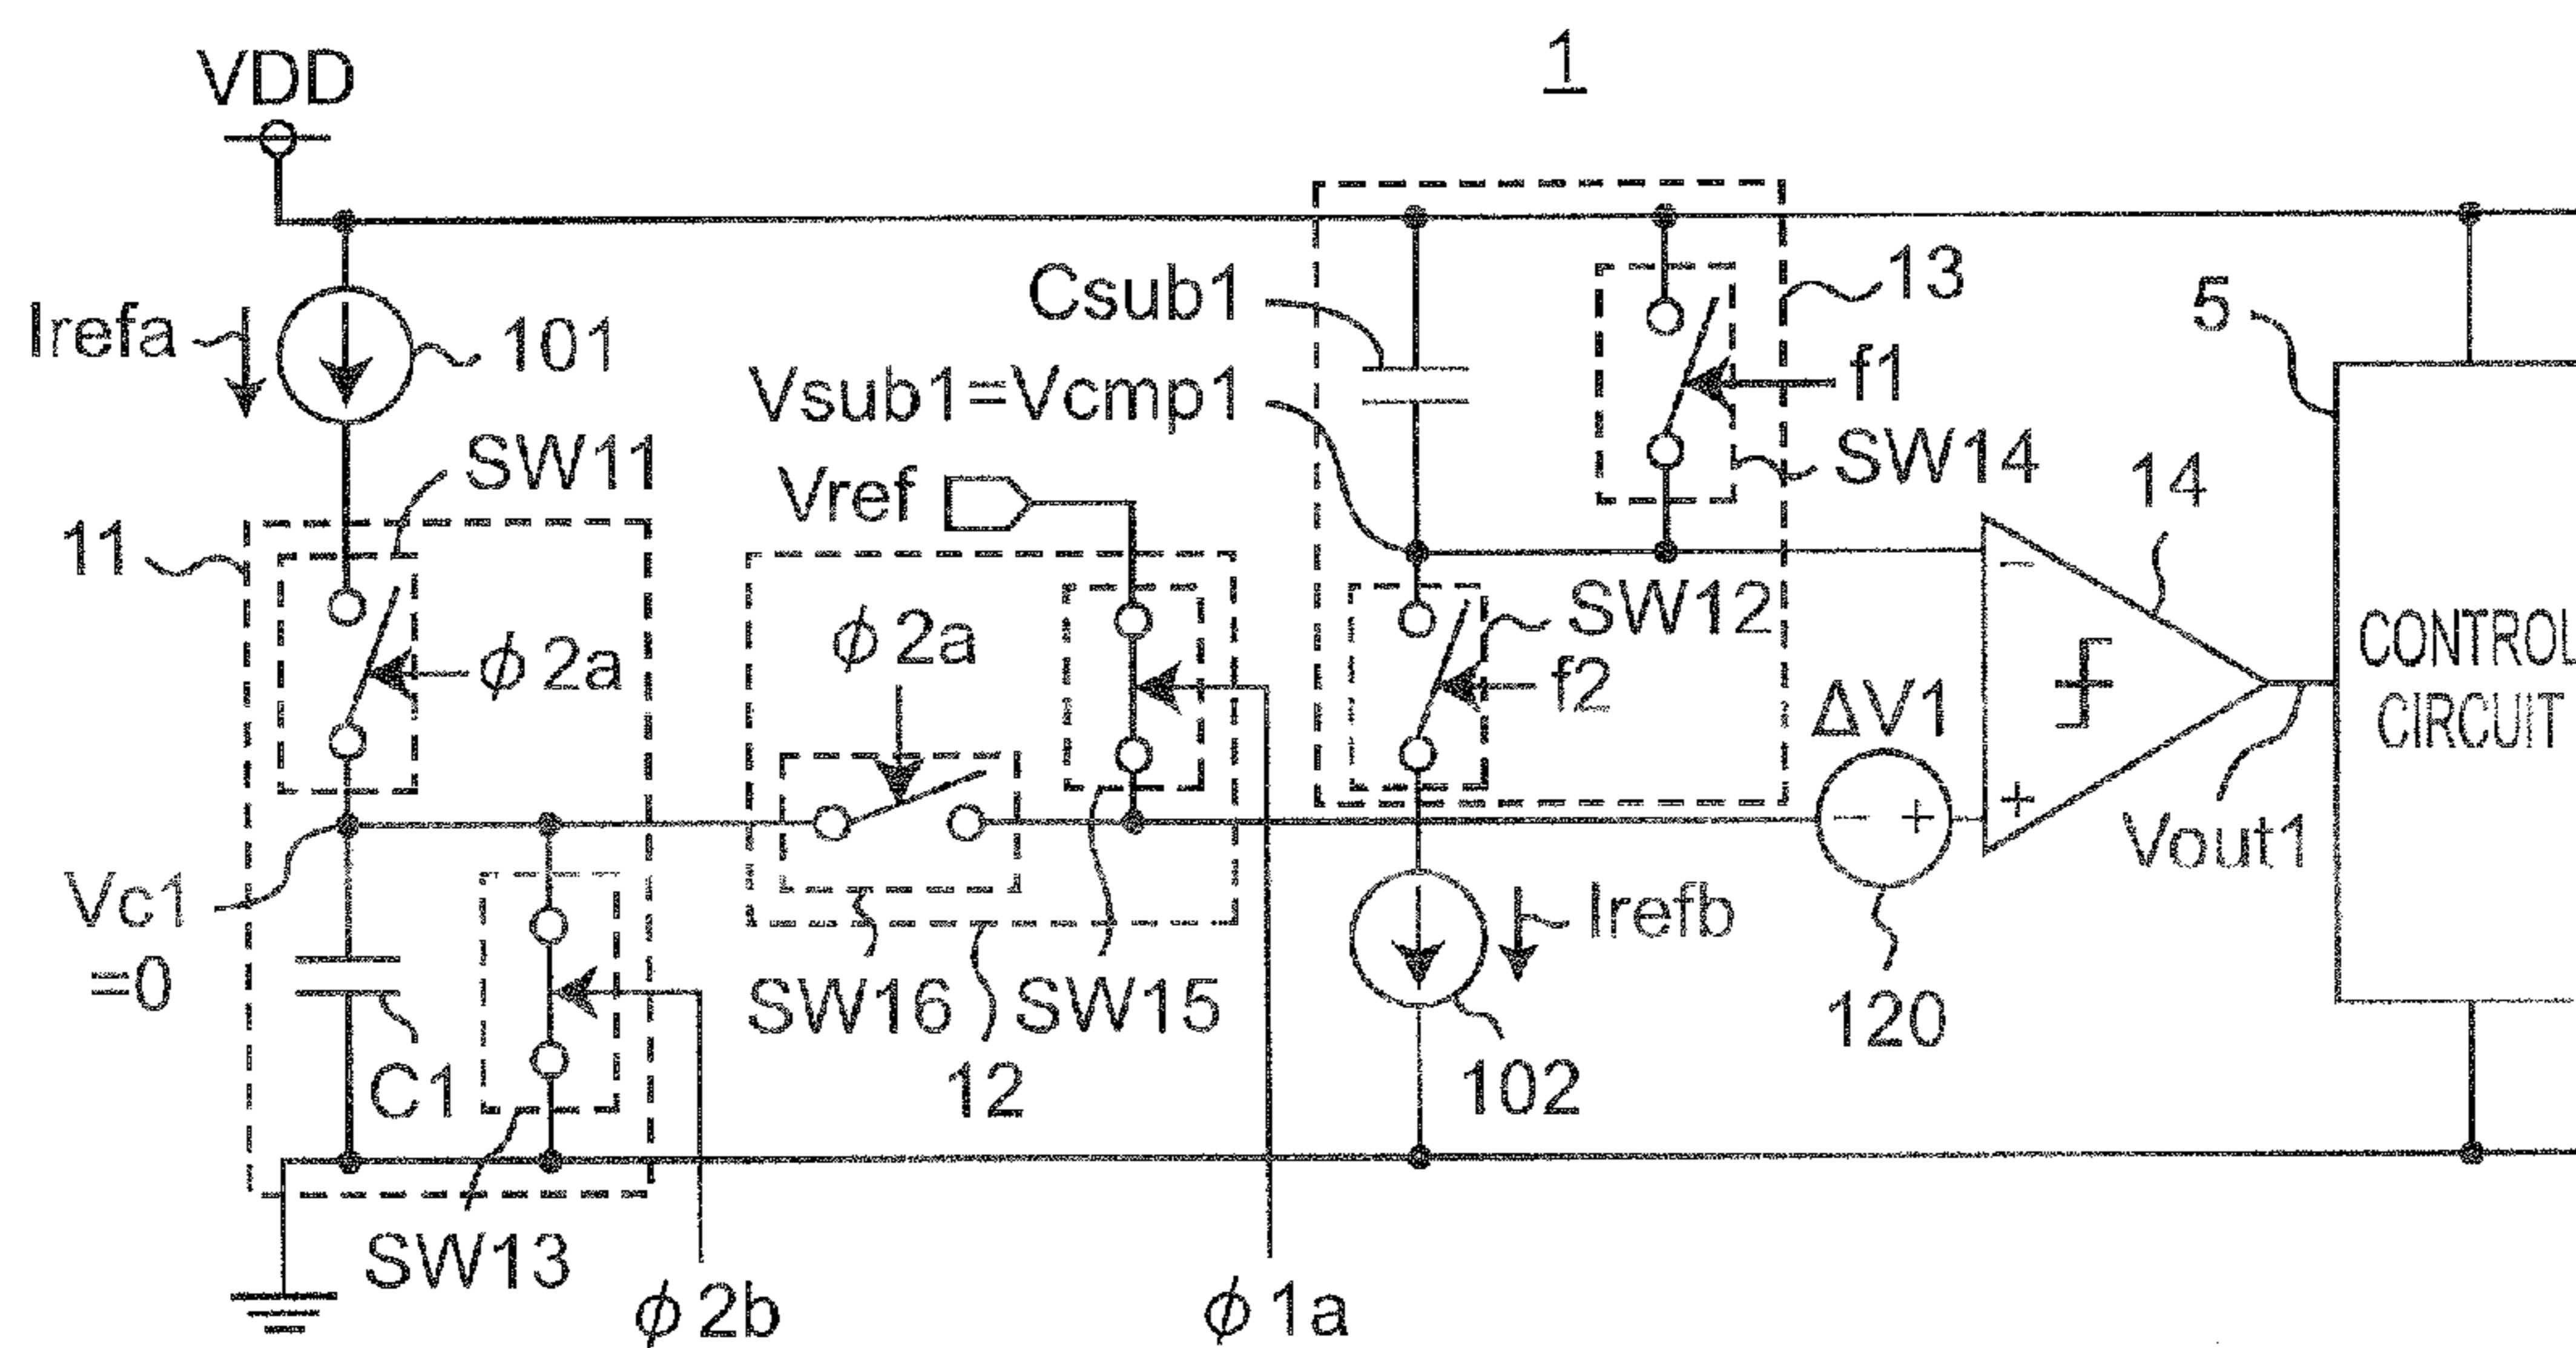 1
VDD
Irefa
101
SW11
11
ϕ2a
Vc1
=0
C1
SW13
ϕ2b
Csub1
Vsub1=Vcmp1
Vref
ϕ2a
SW16
SW15
12
ϕ1a
13
f1
SW14
SW12
f2
Irefb
102
14
ΔV1
120
Vout1
5
CONTROL
CIRCUIT
-
+
-
+